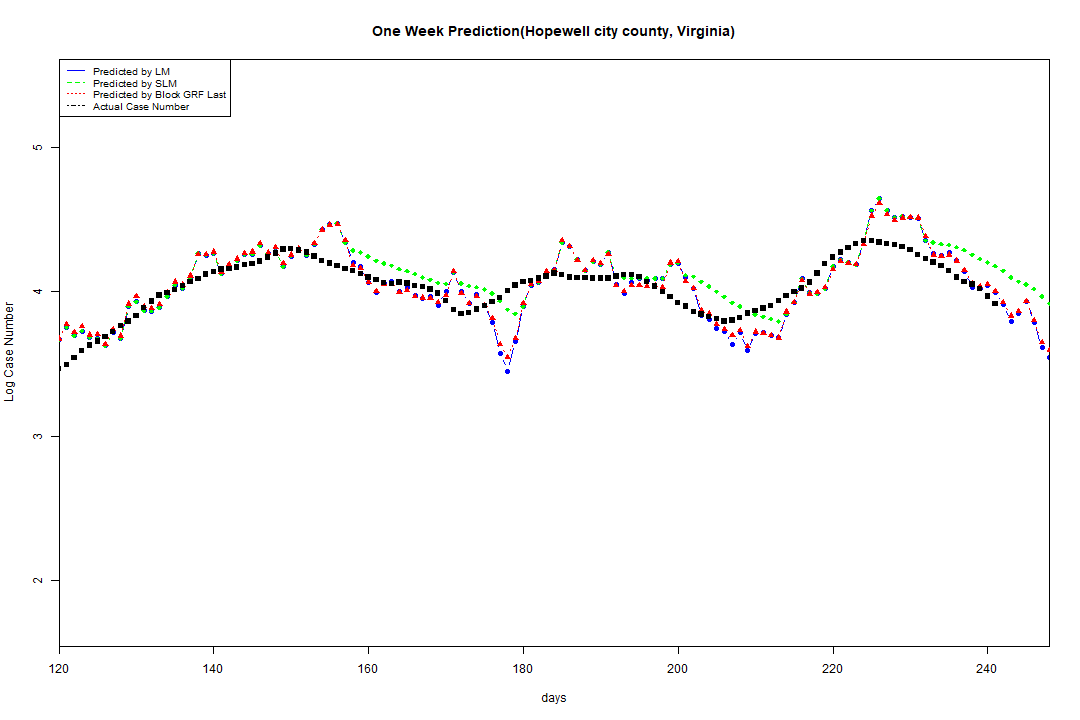 One Week Prediction(Hopewell city county, Virginia)
Predicted by LM
Predicted by SLM
Predicted by Block GRF Last
Actual Case Number
5
4
3
2
Log Case Number
120 140 160 180 200 220 240
days